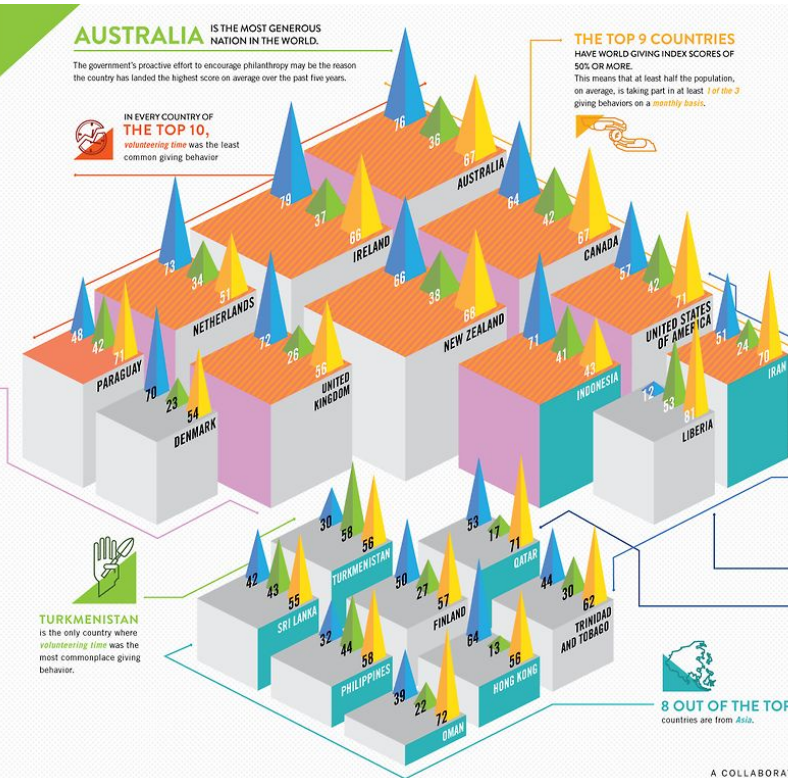 AUSTRALIA IS THE MOST GENEROUS
NATION IN THE WORLD.
The government's proactive effort to encourage philanthropy may be the reason
the country has landed the highest score on average over the past five years.
THE TOP 9 COUNTRIES
HAVE WORLD GIVING INDEX SCORES OF
50% OR MORE.
This means that at least half the population,
on average, is taking part in at least 1 of the 3
giving behaviors on a monthly basis.
IN EVERY COUNTRY OF
THE TOP 10,
volunteering time was the least
common giving behavior
76 36 67
AUSTRALIA
79 37 66
IRELAND
64 42 67
CANADA
73 34 51
NETHERLANDS
66 38 68
NEW ZEALAND
57 42 71
UNITED STATES
OF AMERICA
48 42 71
PARAGUAY
72 26 56
UNITED
KINGDOM
71 41 43
INDONESIA
51 24 70
IRAN
70 23 54
DENMARK
12 53 81
LIBERIA
30 58 56
TURKMENISTAN
53 17 71
QATAR
42 43 55
SRI LANKA
50 27 57
FINLAND
44 30 62
TRINIDAD
AND TOBAGO
32 44 58
PHILIPPINES
64 13 56
HONG KONG
39 22 72
OMAN
TURKMENISTAN
is the only country where
volunteering time was the
most commonplace giving
behavior.
8 OUT OF THE TOP
countries are from Asia.
A COLLABORA